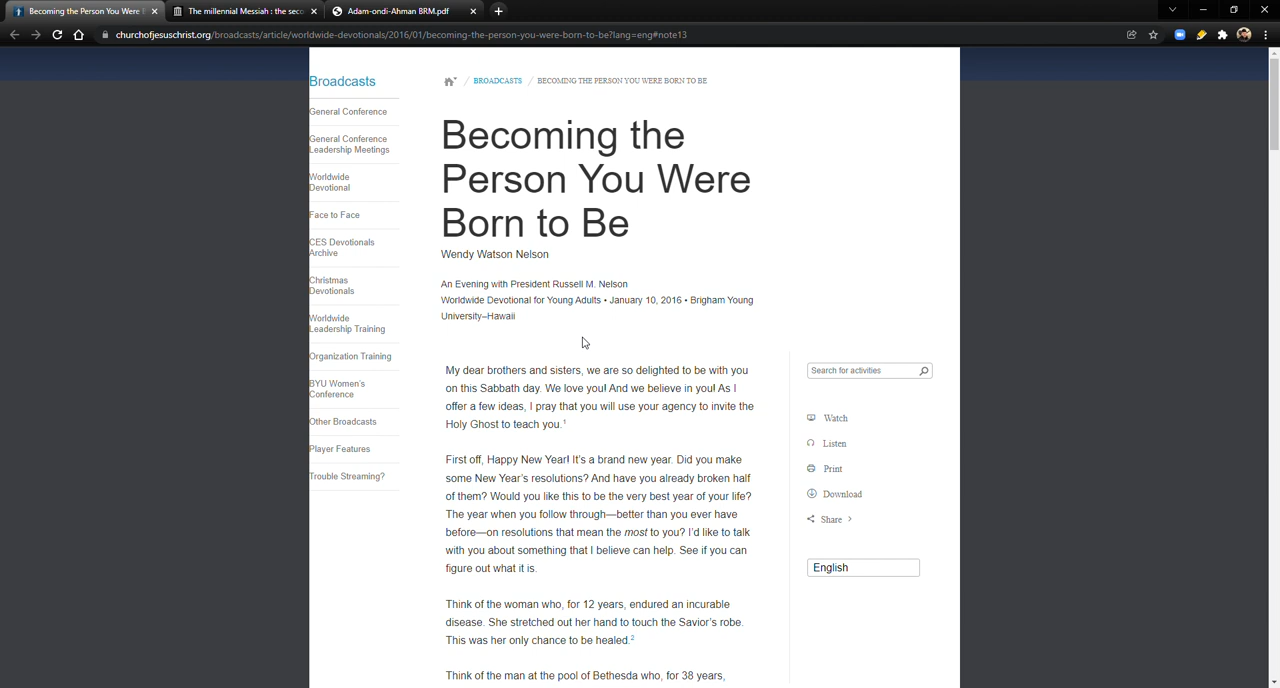 Becoming the Person You Were B
The millennial Messiah : the seco
Adam-ondi-Ahman BRM.pdf
churchofjesuschrist.org/broadcasts/article/worldwide-devotionals/2016/01/becoming-the-person-you-were-born-to-be?lang=eng#note13
Broadcasts
General Conference
General Conference
Leadership Meetings
Worldwide
Devotional
Face to Face
CES Devotionals
Archive
Christmas
Devotionals
Worldwide
Leadership Training
Organization Training
BYU Women's
Conference
Other Broadcasts
Player Features
Trouble Streaming?
/ BROADCASTS / BECOMING THE PERSON YOU WERE BORN TO BE
Becoming the
Person You Were
Born to Be
Wendy Watson Nelson
An Evening with President Russell M. Nelson
Worldwide Devotional for Young Adults • January 10, 2016 • Brigham Young
University–Hawaii
My dear brothers and sisters, we are so delighted to be with you
on this Sabbath day. We love you! And we believe in you! As I
offer a few ideas, I pray that you will use your agency to invite the
Holy Ghost to teach you.1
First off, Happy New Year! It's a brand new year. Did you make
some New Year's resolutions? And have you already broken half
of them? Would you like this to be the very best year of your life?
The year when you follow through—better than you ever have
before—on resolutions that mean the most to you? I'd like to talk
with you about something that I believe can help. See if you can
figure out what it is.
Think of the woman who, for 12 years, endured an incurable
disease. She stretched out her hand to touch the Savior's robe.
This was her only chance to be healed.2
Think of the man at the pool of Bethesda who, for 38 years,
Search for activities
Watch
Listen
Print
Download
Share
English